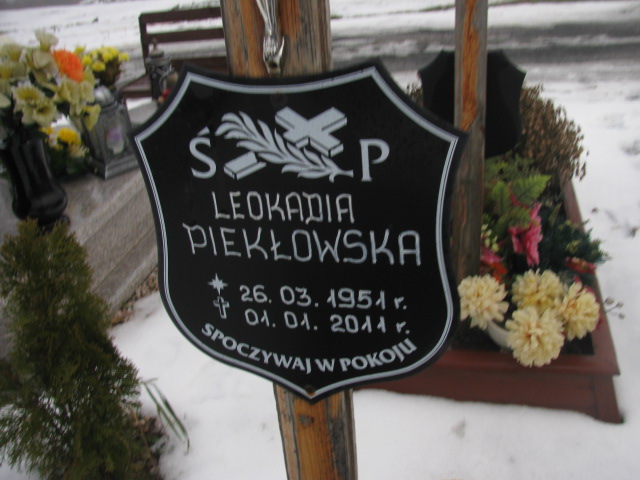 Ś P
LEOKADIA
PIEKŁOWSKA
26. 03. 1951 r.
01. 01. 2011 r.
SPOCZYWAJ W POKOJU